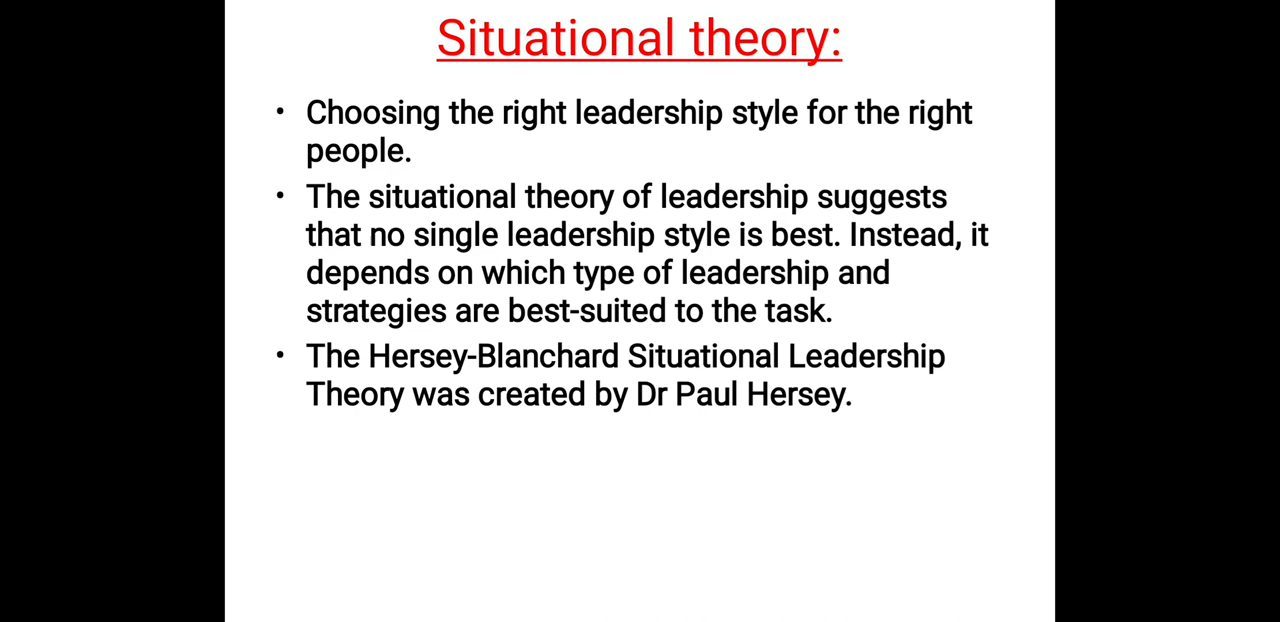 Situational theory:
• Choosing the right leadership style for the right
people.
• The situational theory of leadership suggests
that no single leadership style is best. Instead, it
depends on which type of leadership and
strategies are best-suited to the task.
• The Hersey-Blanchard Situational Leadership
Theory was created by Dr Paul Hersey.